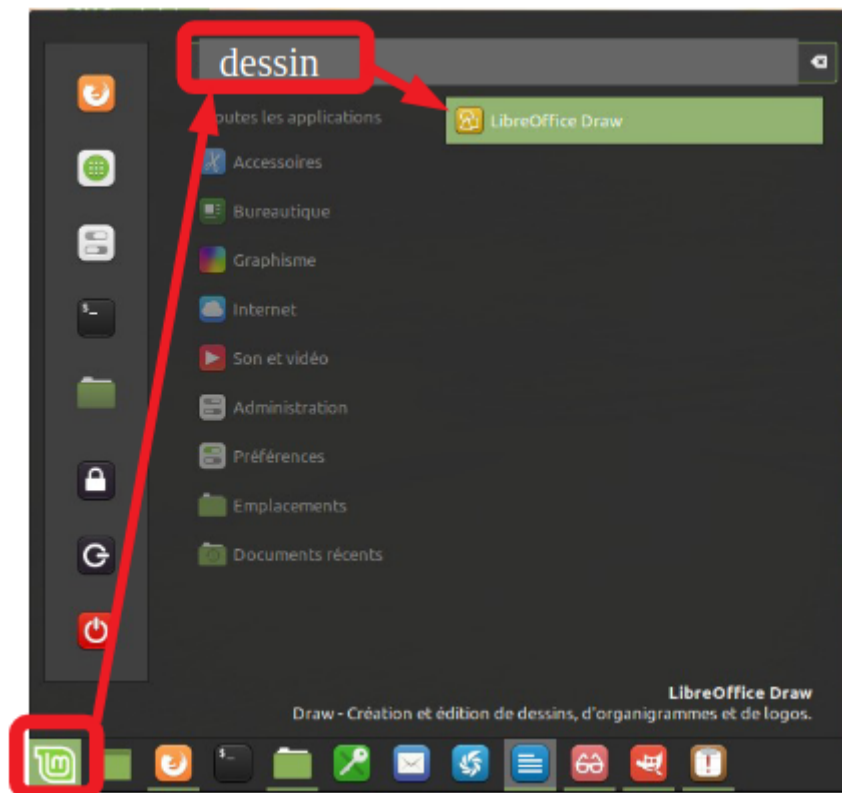 dessin
Toutes les applications
LibreOffice Draw
Accessoires
Bureautique
Graphisme
Internet
Son et vidéo
Administration
Préférences
Emplacements
Documents récents
LibreOffice Draw
Draw - Création et édition de dessins, d'organigrammes et de logos.